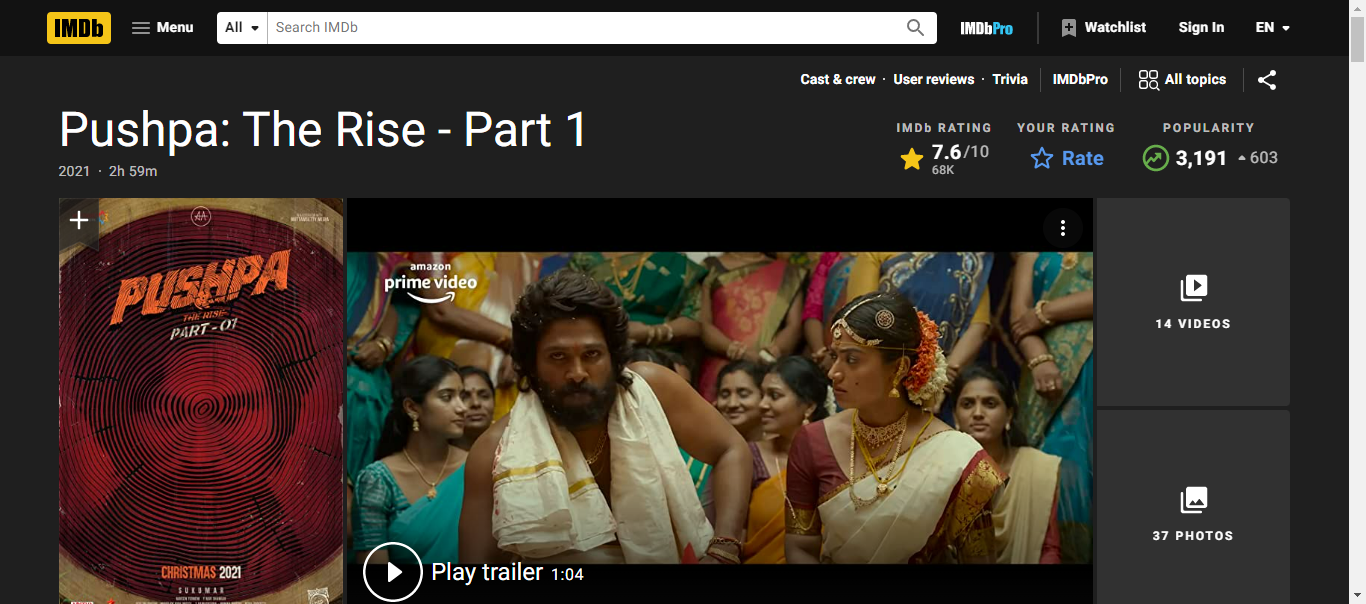 IMDb
Menu
All
Search IMDb
IMDbPro
Watchlist
Sign In
EN
Cast & crew · User reviews · Trivia
IMDbPro
All topics
Pushpa: The Rise - Part 1
2021 · 2h 59m
IMDb RATING
7.6/10
68K
YOUR RATING
Rate
POPULARITY
3,191
603
AA
PUSHPA
THE RISE
PART-01
CHRISTMAS 2021
SUKUMAR
amazon
prime video
Play trailer 1:04
14 VIDEOS
37 PHOTOS